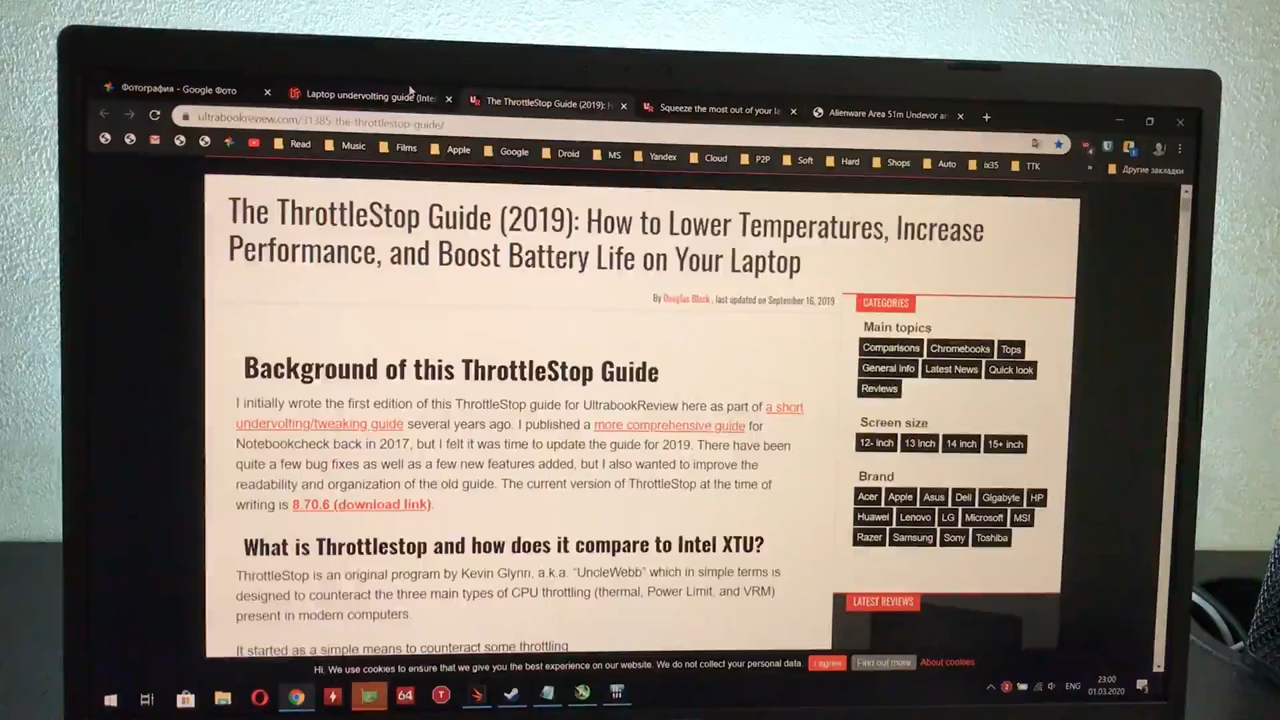 Фотография - Google Фото
Laptop undervolting guide (Inte
The ThrottleStop Guide (2019): H
Squeeze the most out of your la
Alienware Area 51m Undevor a
ultrabookreview.com/31385-the-throttlestop-guide/
Read
Music
Films
Apple
Google
Droid
MS
Yandex
Cloud
P2P
Soft
Hard
Shops
Auto
ix35
TTK
»
Другие закладки
The ThrottleStop Guide (2019): How to Lower Temperatures, Increase
Performance, and Boost Battery Life on Your Laptop
By Douglas Black , last updated on September 16, 2019
Background of this ThrottleStop Guide
I initially wrote the first edition of this ThrottleStop guide for UltrabookReview here as part of a short
undervolting/tweaking guide several years ago. I published a more comprehensive guide for
Notebookcheck back in 2017, but I felt it was time to update the guide for 2019. There have been
quite a few bug fixes as well as a few new features added, but I also wanted to improve the
readability and organization of the old guide. The current version of ThrottleStop at the time of
writing is 8.70.6 (download link).
What is Throttlestop and how does it compare to Intel XTU?
ThrottleStop is an original program by Kevin Glynn, a.k.a. “UncleWebb” which in simple terms is
designed to counteract the three main types of CPU throttling (thermal, Power Limit, and VRM)
present in modern computers.
It started as a simple means to counteract some throttling
CATEGORIES
Main topics
Comparisons Chromebooks Tops
General info Latest News Quick look
Reviews
Screen size
12- inch 13 inch 14 inch 15+ inch
Brand
Acer Apple Asus Dell Gigabyte HP
Huawei Lenovo LG Microsoft MSI
Razer Samsung Sony Toshiba
LATEST REVIEWS
Hi. We use cookies to ensure that we give you the best experience on our website. We do not collect your personal data.
I agree
Find out more
About cookies
64
T
ENG
23:00
01.03.2020